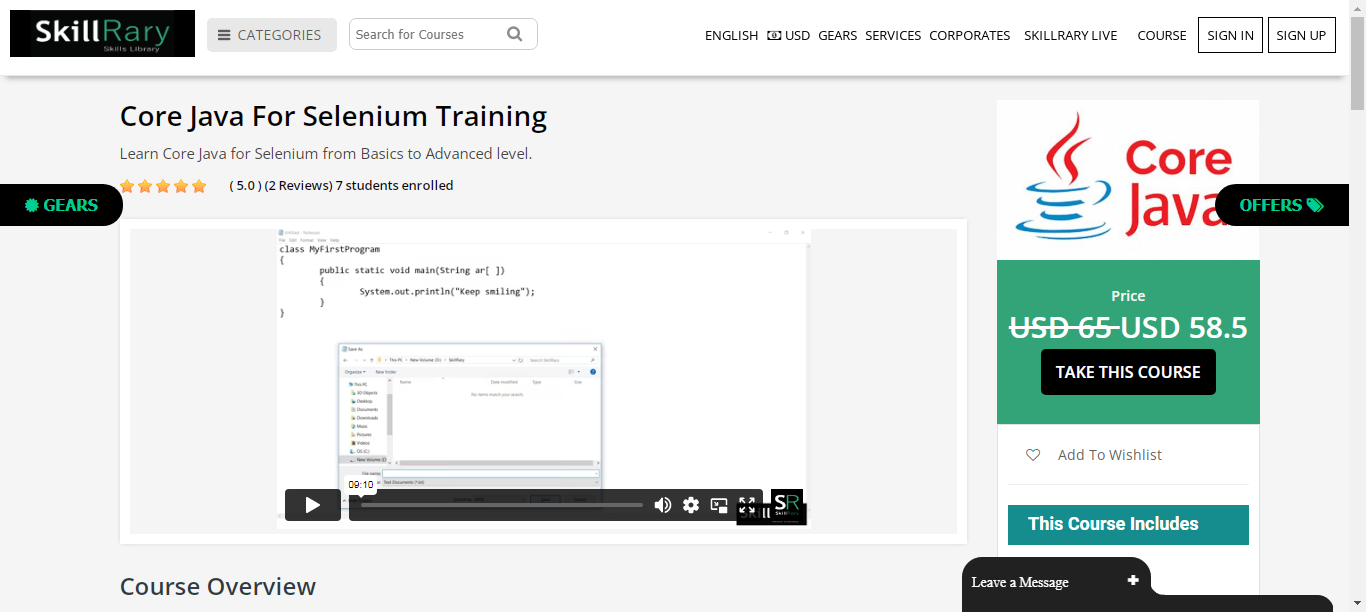 SkillRary
Skills Library
CATEGORIES
Search for Courses
ENGLISH USD GEARS SERVICES CORPORATES SKILLRARY LIVE COURSE SIGN IN SIGN UP
Core Java For Selenium Training
Learn Core Java for Selenium from Basics to Advanced level.
( 5.0 ) (2 Reviews) 7 students enrolled
GEARS
Core
Java
OFFERS
class MyFirstProgram
{
public static void main(String ar[ ])
{
System.out.println("Keep smiling");
}
}
Save As
This PC > New Volume (D:) > SkillRary
Search SkillRary
Organize New folder
Name Date modified Type Size
No items match your search.
This PC
3D Objects
Desktop
Documents
Downloads
Music
Pictures
Videos
OS (C:)
New Volume (D
File name:
Text Documents (*.txt)
09:10
Skill
SR
Price
USD 65 USD 58.5
TAKE THIS COURSE
Add To Wishlist
This Course Includes
Course Overview
Leave a Message